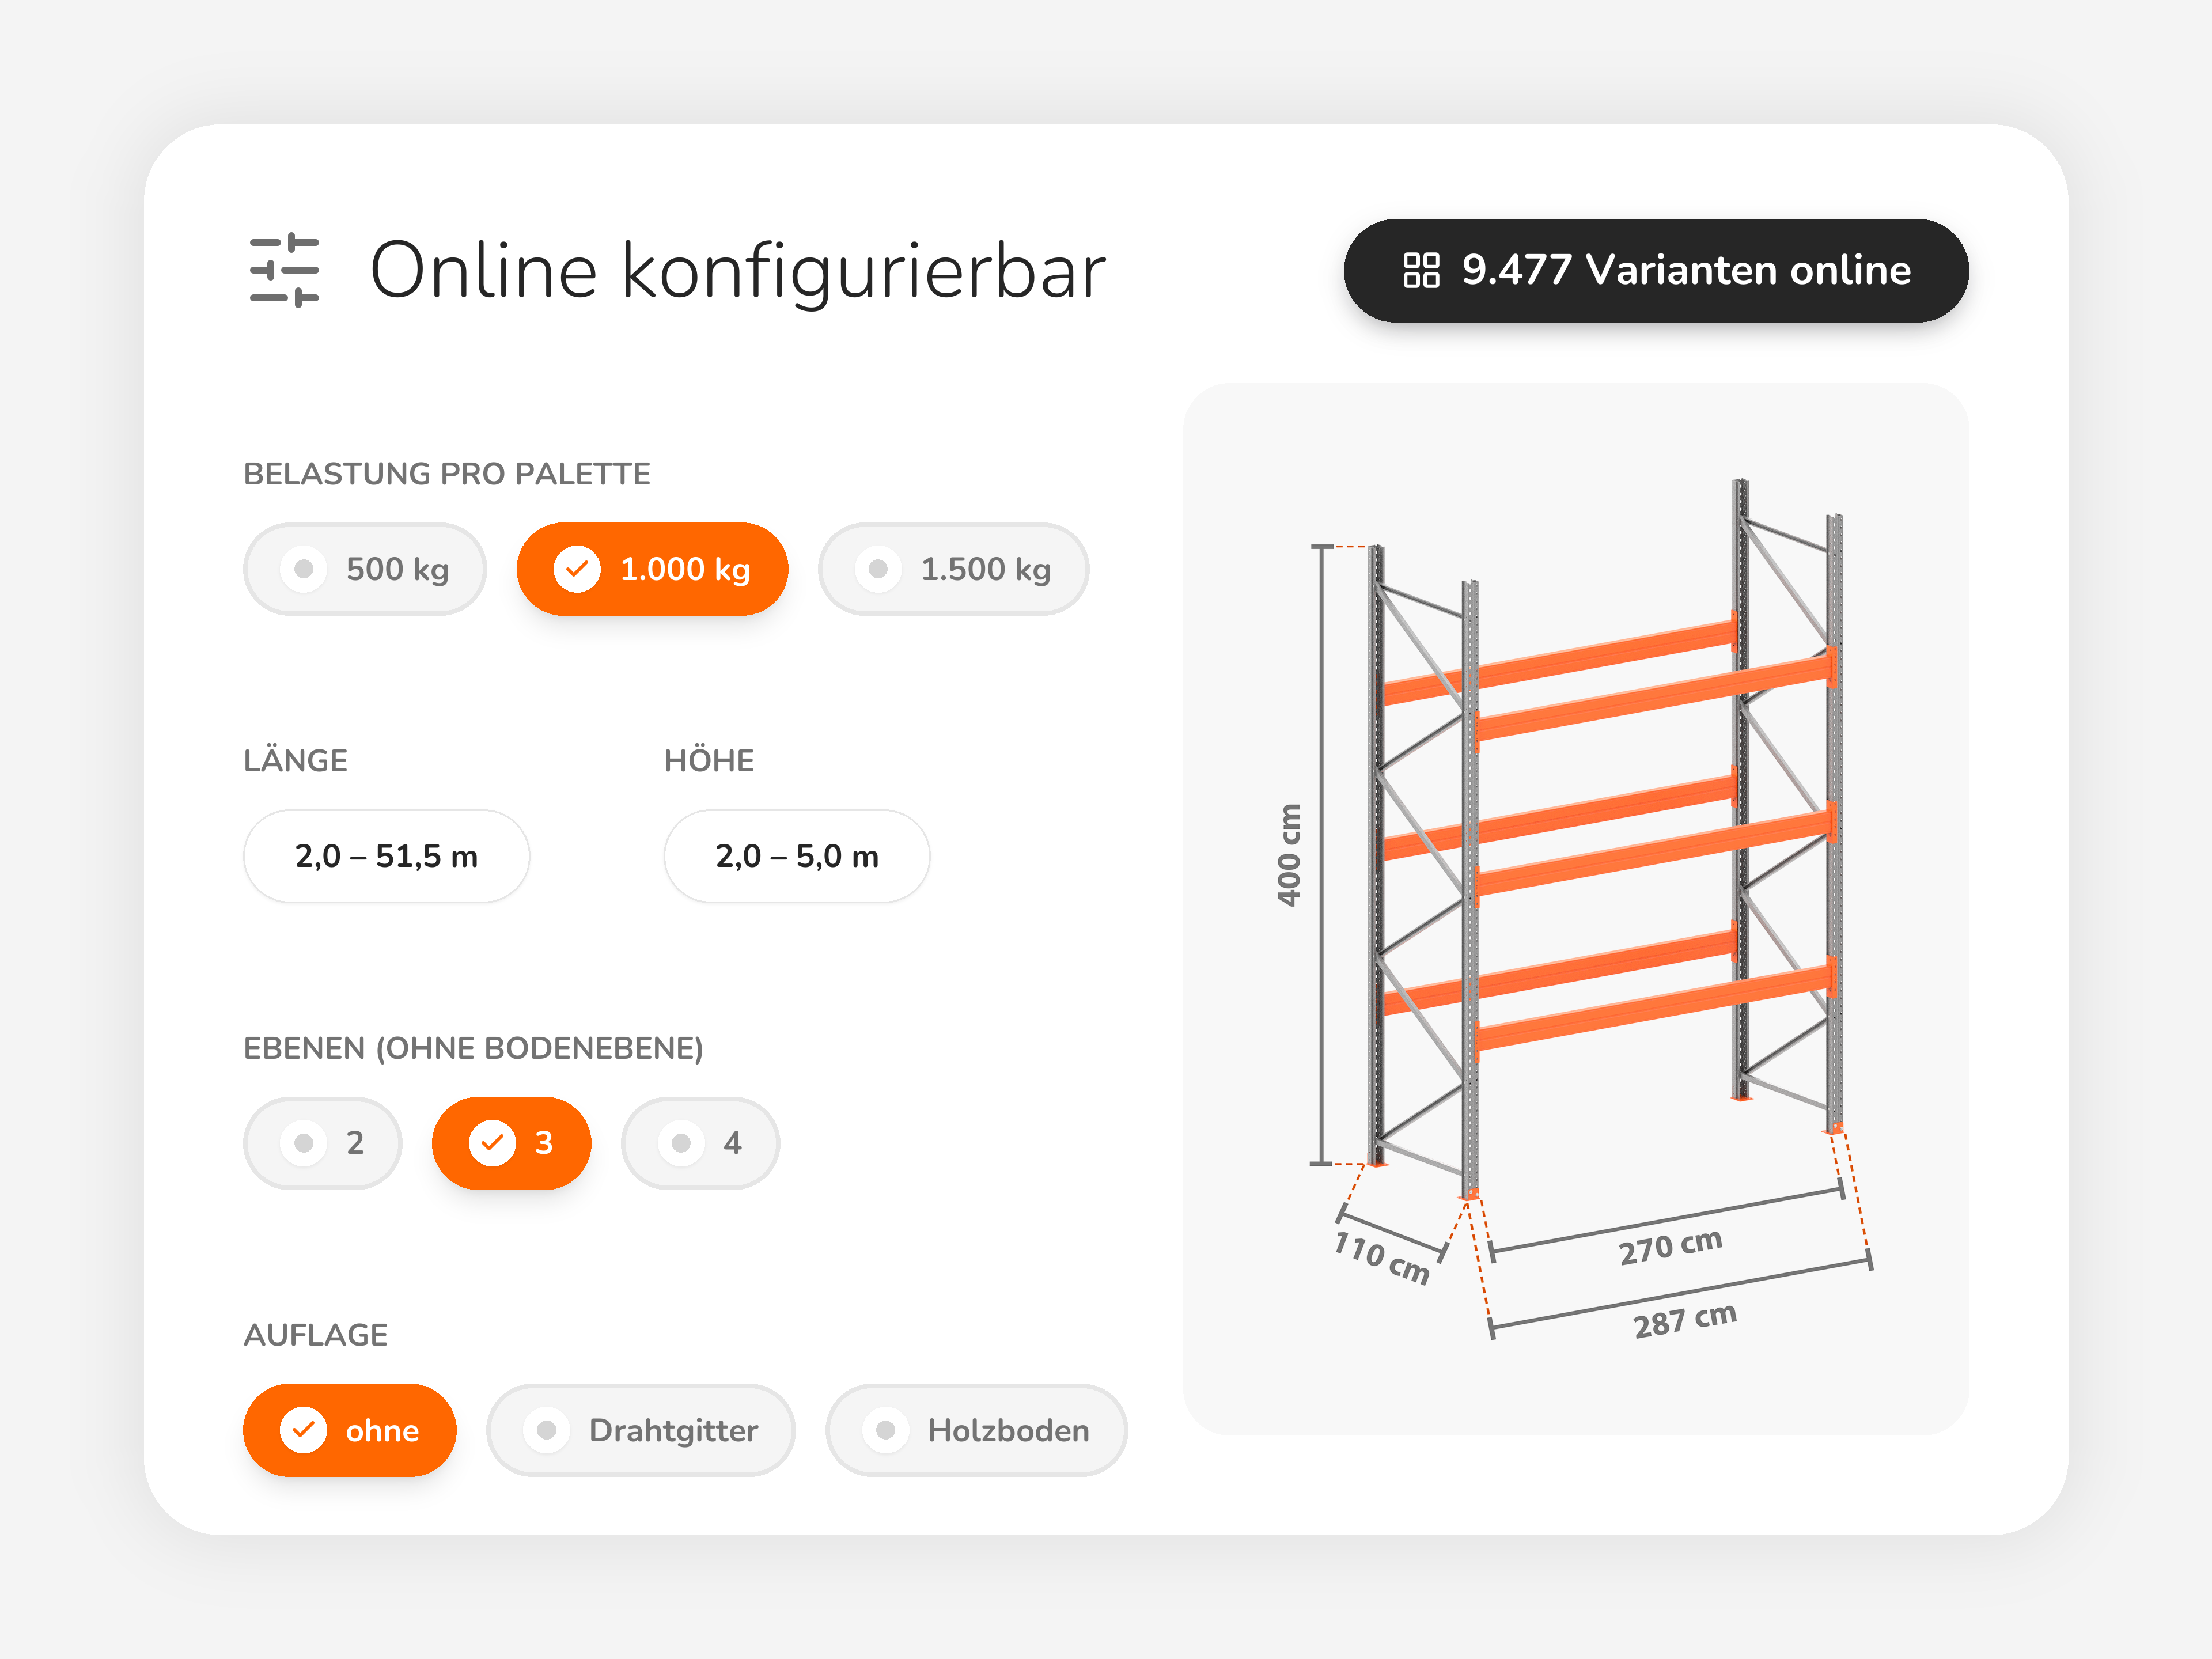 Online konfigurierbar
9.477 Varianten online
BELASTUNG PRO PALETTE
500 kg
1.000 kg
1.500 kg
LÄNGE
HÖHE
2,0 – 51,5 m
2,0 – 5,0 m
EBENEN (OHNE BODENEBENE)
2
3
4
AUFLAGE
ohne
Drahtgitter
Holzboden
400 cm
110 cm
270 cm
287 cm